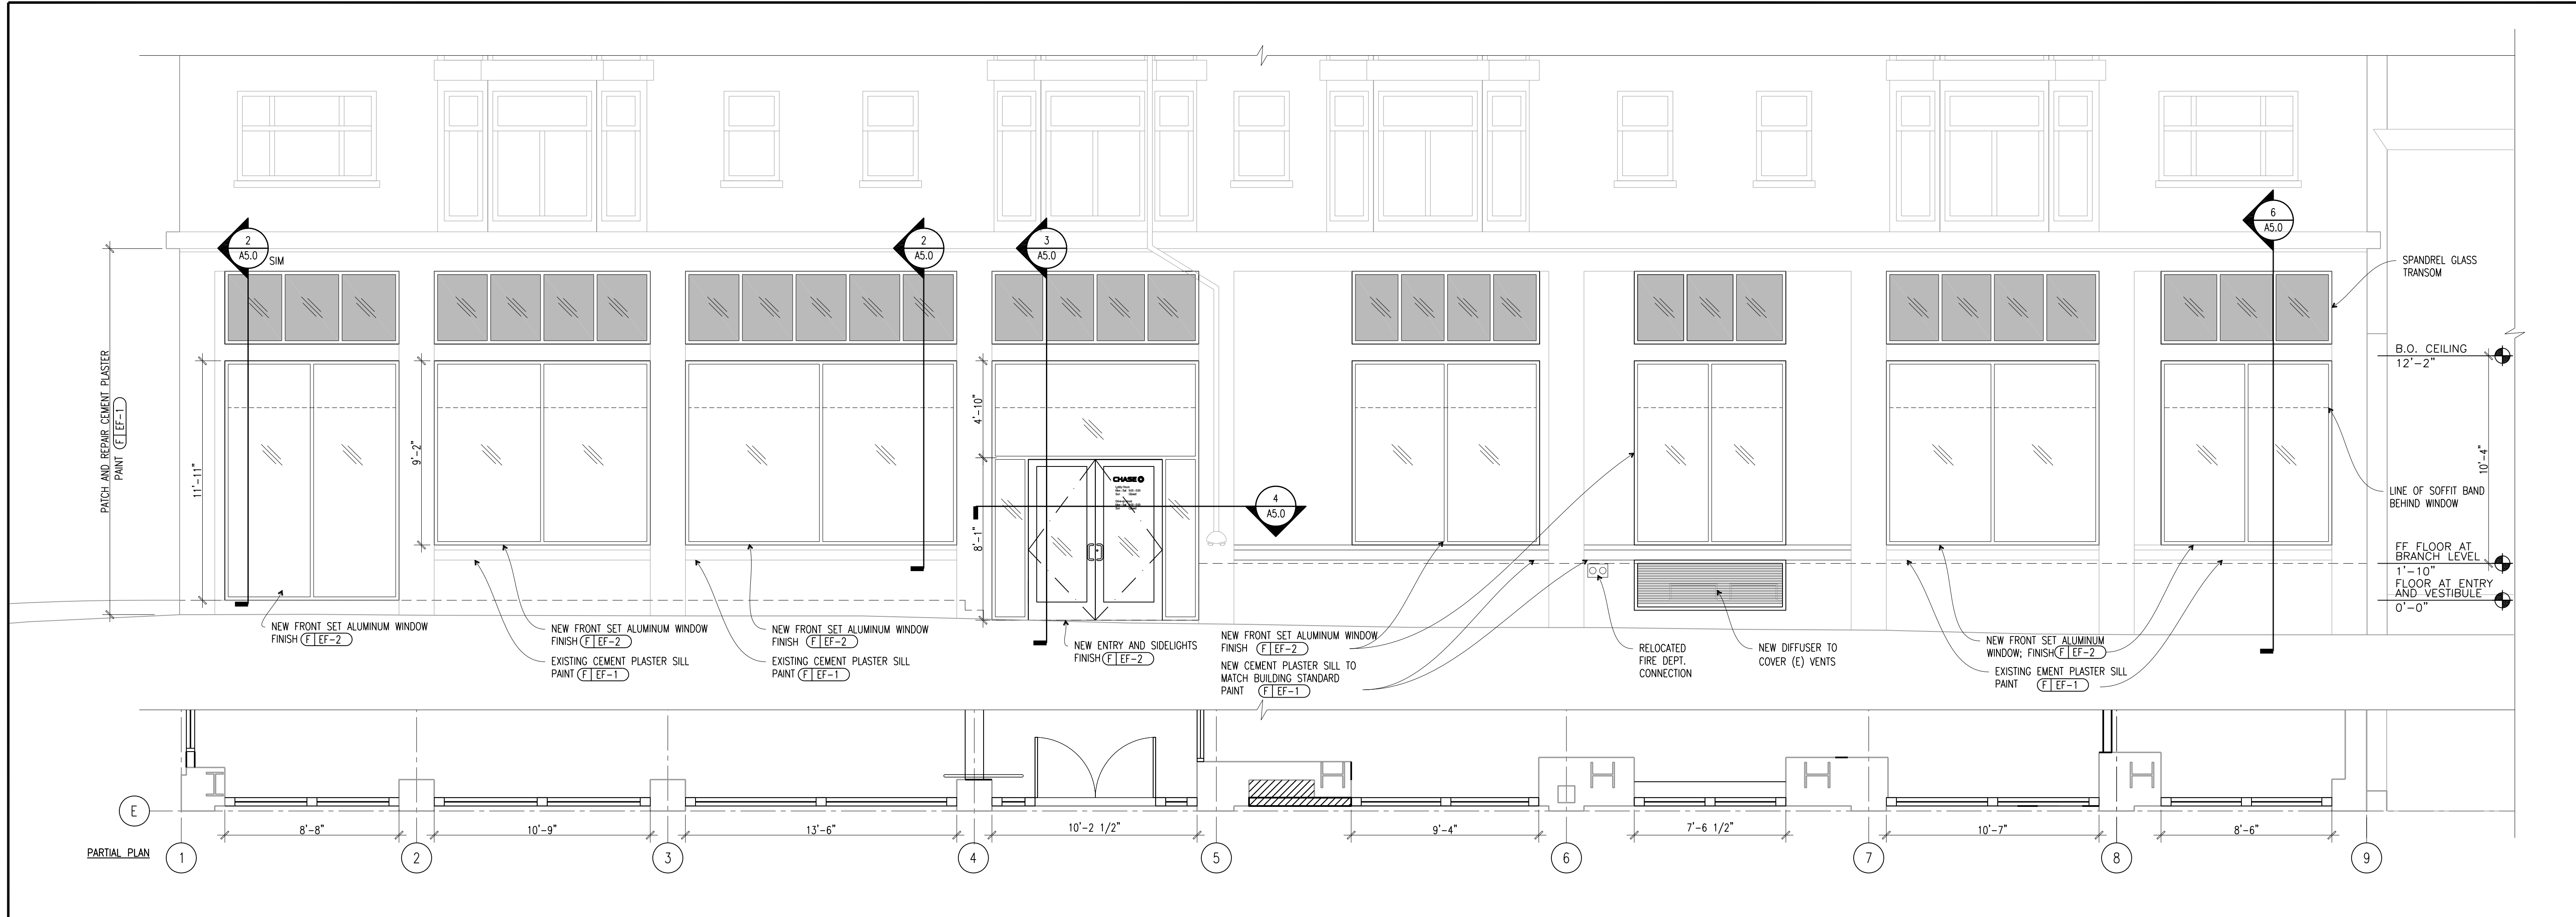 2
A5.0
SIM
2
A5.0
3
A5.0
6
A5.0
SPANDREL GLASS
TRANSOM
B.O. CEILING
12'-2"
PATCH AND REPAIR CEMENT PLASTER
PAINT F EF-1
11'-11"
9'-2"
4'-10"
8'-1"
CHASE
4
A5.0
10'-4"
LINE OF SOFFIT BAND
BEHIND WINDOW
FF FLOOR AT
BRANCH LEVEL
1'-10"
FLOOR AT ENTRY
AND VESTIBULE
0'-0"
NEW FRONT SET ALUMINUM WINDOW
FINISH F EF-2
NEW FRONT SET ALUMINUM WINDOW
FINISH F EF-2
EXISTING CEMENT PLASTER SILL
PAINT F EF-1
NEW FRONT SET ALUMINUM WINDOW
FINISH F EF-2
EXISTING CEMENT PLASTER SILL
PAINT F EF-1
NEW ENTRY AND SIDELIGHTS
FINISH F EF-2
NEW FRONT SET ALUMINUM WINDOW
FINISH F EF-2
NEW CEMENT PLASTER SILL TO
MATCH BUILDING STANDARD
PAINT F EF-1
RELOCATED
FIRE DEPT.
CONNECTION
NEW DIFFUSER TO
COVER (E) VENTS
NEW FRONT SET ALUMINUM
WINDOW; FINISH F EF-2
EXISTING EMENT PLASTER SILL
PAINT F EF-1
E
8'-8"
10'-9"
13'-6"
10'-2 1/2"
9'-4"
7'-6 1/2"
10'-7"
8'-6"
PARTIAL PLAN
1
2
3
4
5
6
7
8
9